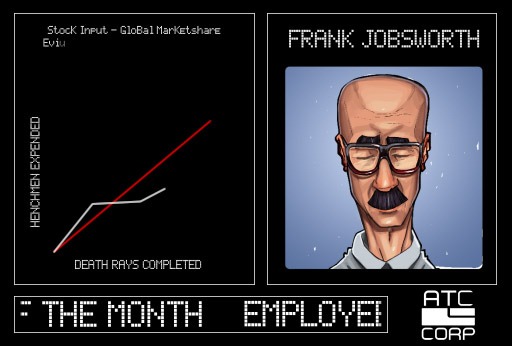 Stock Input - Global Marketshare
Eviu
HENCHMEN EXPENDED
DEATH RAYS COMPLETED
FRANK JOBSWORTH
THE MONTH EMPLOYE
ATC
CORP